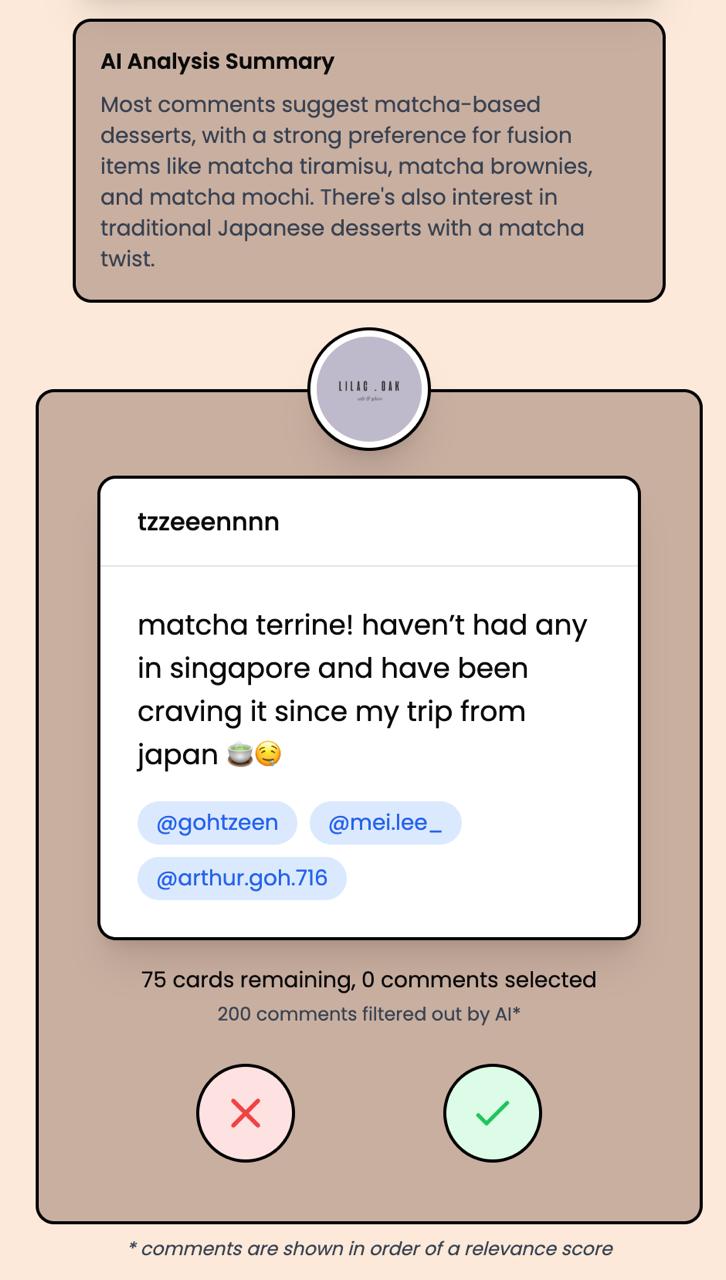 AI Analysis Summary
Most comments suggest matcha-based
desserts, with a strong preference for fusion
items like matcha tiramisu, matcha brownies,
and matcha mochi. There's also interest in
traditional Japanese desserts with a matcha
twist.
LILAC . OAK
tzzeeennnn
matcha terrine! haven’t had any
in singapore and have been
craving it since my trip from
japan 🍵🤤
@gohtzeen @mei.lee_
@arthur.goh.716
75 cards remaining, 0 comments selected
200 comments filtered out by AI*
* comments are shown in order of a relevance score